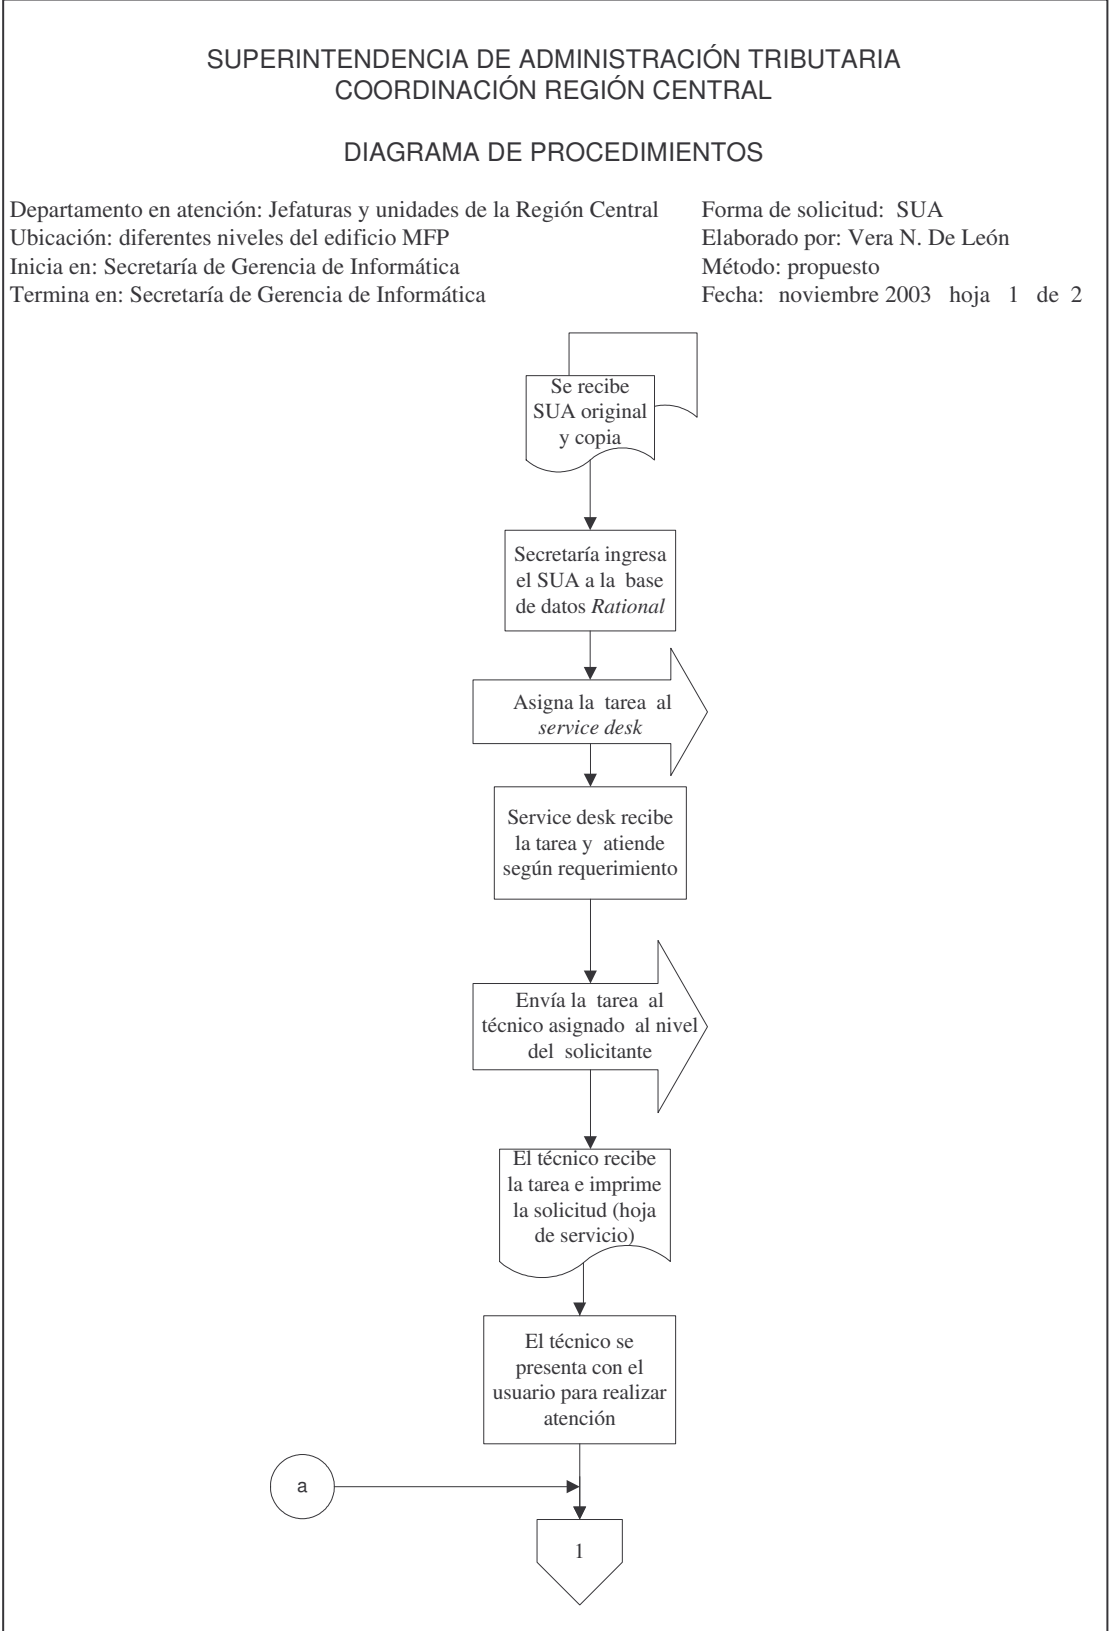 SUPERINTENDENCIA DE ADMINISTRACIÓN TRIBUTARIA
COORDINACIÓN REGIÓN CENTRAL
DIAGRAMA DE PROCEDIMIENTOS
Departamento en atención: Jefaturas y unidades de la Región Central
Ubicación: diferentes niveles del edificio MFP
Inicia en: Secretaría de Gerencia de Informática
Termina en: Secretaría de Gerencia de Informática
Forma de solicitud: SUA
Elaborado por: Vera N. De León
Método: propuesto
Fecha: noviembre 2003 hoja 1 de 2
Se recibe
SUA original
y copia
Secretaría ingresa
el SUA a la base
de datos Rational
Asigna la tarea al
service desk
Service desk recibe
la tarea y atiende
según requerimiento
Envía la tarea al
técnico asignado al nivel
del solicitante
El técnico recibe
la tarea e imprime
la solicitud (hoja
de servicio)
El técnico se
presenta con el
usuario para realizar
atención
a
1